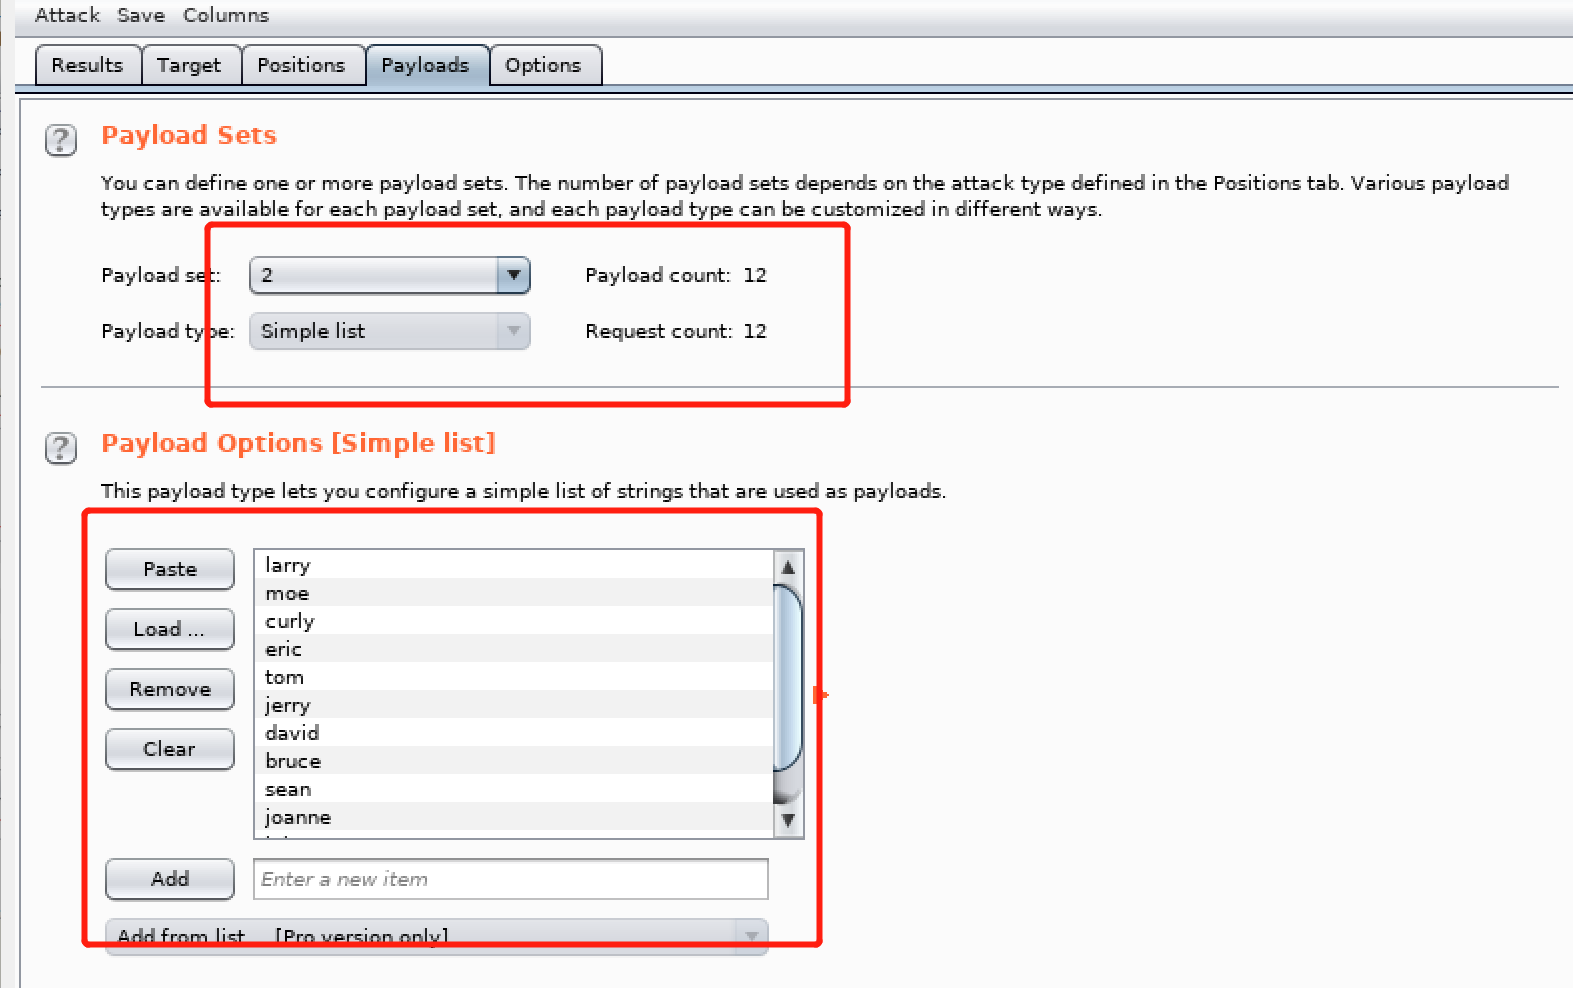 Attack Save Columns
Results Target Positions Payloads Options
? Payload Sets
You can define one or more payload sets. The number of payload sets depends on the attack type defined in the Positions tab. Various payload
types are available for each payload set, and each payload type can be customized in different ways.
Payload set: 2 Payload count: 12
Payload type: Simple list Request count: 12
? Payload Options [Simple list]
This payload type lets you configure a simple list of strings that are used as payloads.
Paste
Load ...
Remove
Clear
larry
moe
curly
eric
tom
jerry
david
bruce
sean
joanne
Add Enter a new item
Add from list ... [Pro version only]